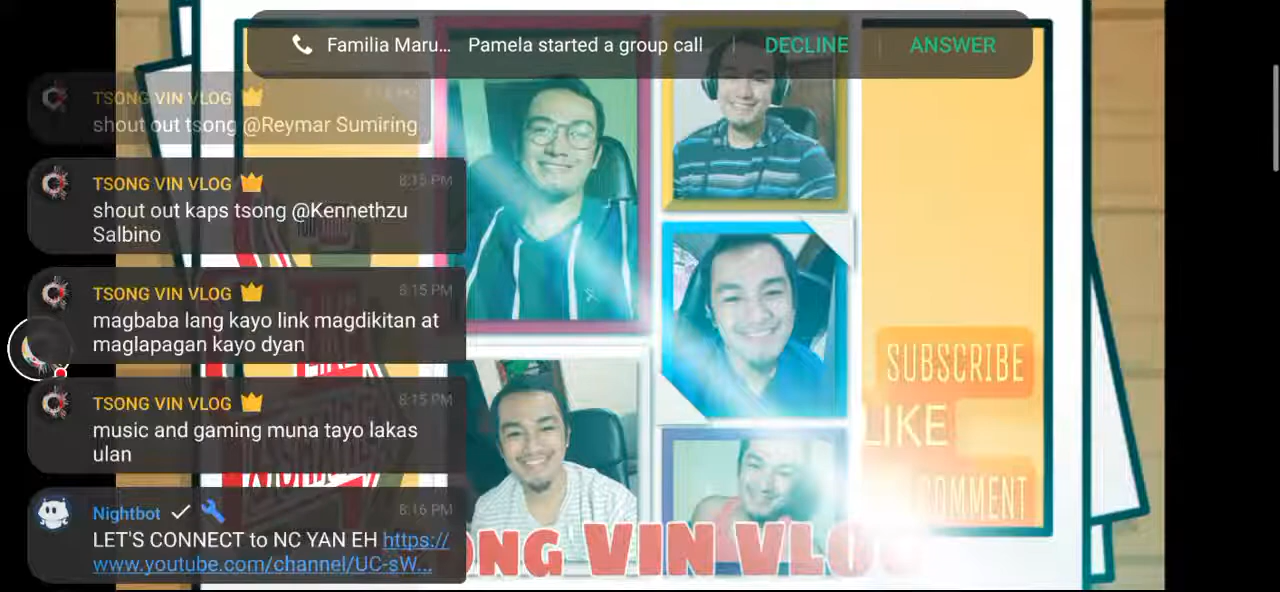 Familia Maru... Pamela started a group call DECLINE ANSWER
TSONG VIN VLOG
shout out tsong @Reymar Sumiring
TSONG VIN VLOG 8:15 PM
shout out kaps tsong @Kennethzu
Salbino
TSONG VIN VLOG 8:15 PM
magbaba lang kayo link magdikitan at
maglapagan kayo dyan
TSONG VIN VLOG 8:15 PM
music and gaming muna tayo lakas
ulan
Nightbot 8:16 PM
LET'S CONNECT to NC YAN EH https://
www.youtube.com/channel/UC-sW...
SUBSCRIBE
LIKE
COMMENT
ONG VIN VLOG